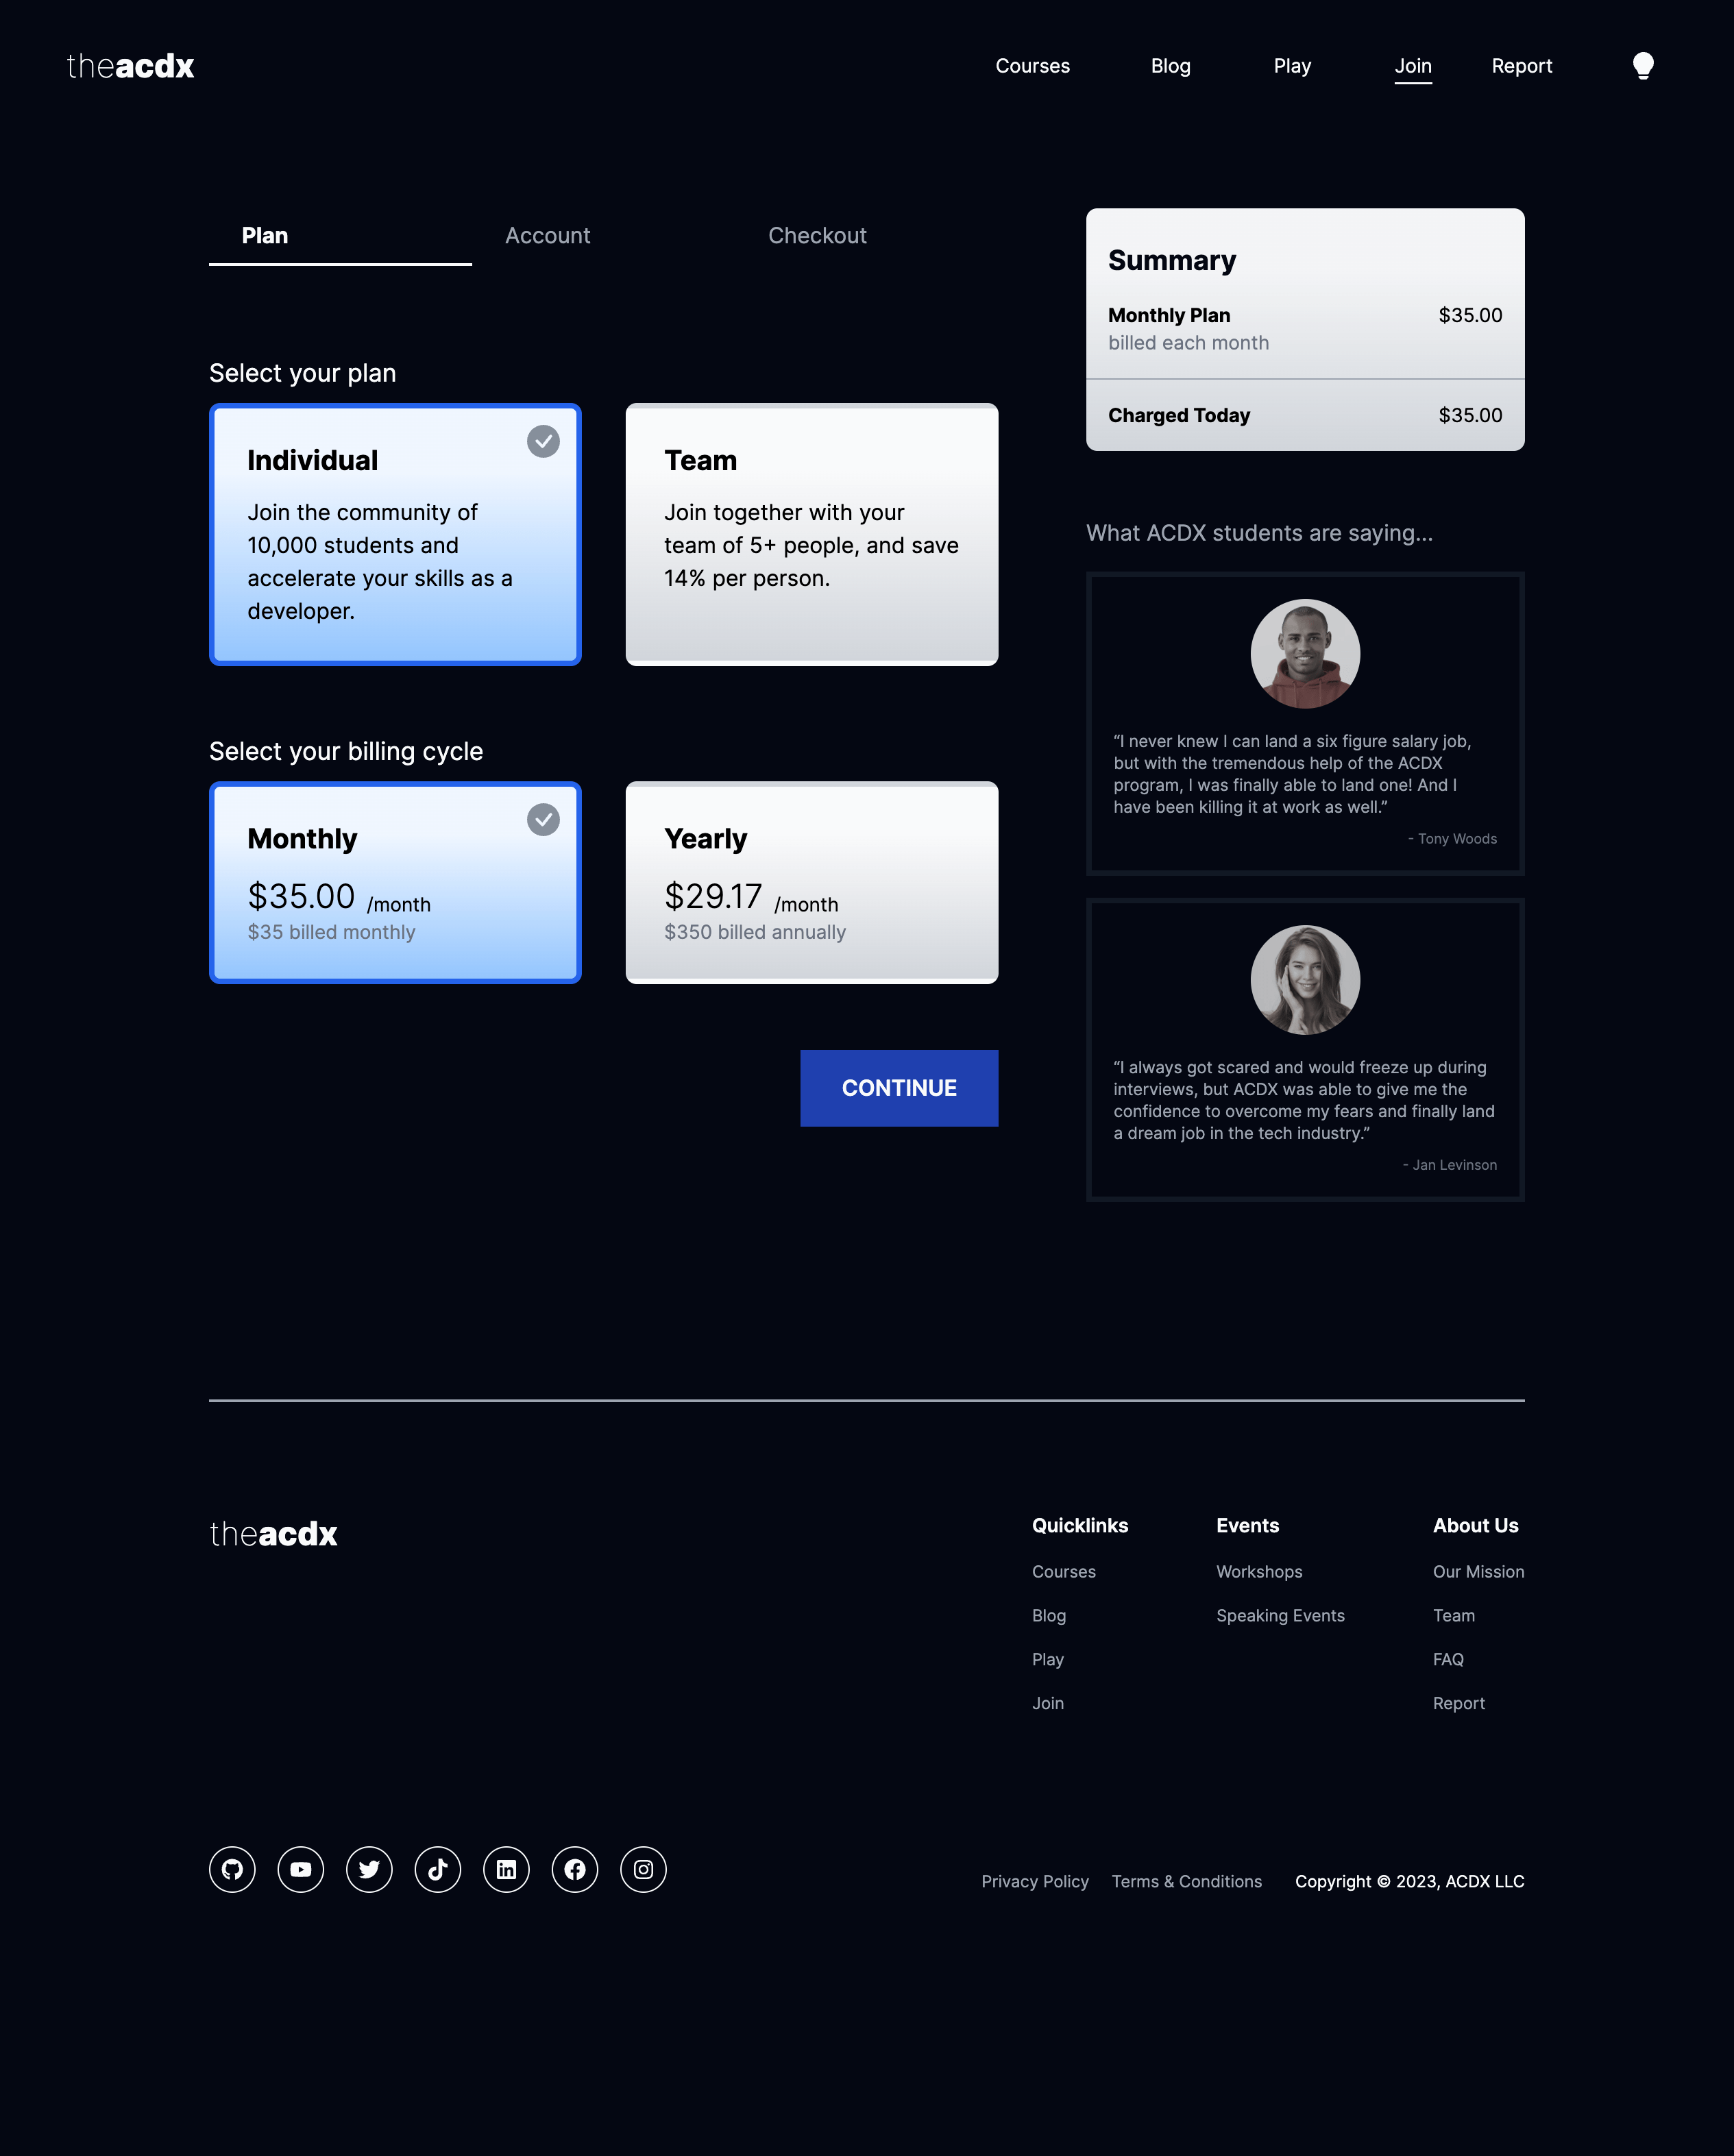 theacdx
Courses Blog Play Join Report
Plan Account Checkout
Select your plan
Individual
Join the community of
10,000 students and
accelerate your skills as a
developer.
Team
Join together with your
team of 5+ people, and save
14% per person.
Select your billing cycle
Monthly
$35.00 /month
$35 billed monthly
Yearly
$29.17 /month
$350 billed annually
CONTINUE
Summary
Monthly Plan $35.00
billed each month
Charged Today $35.00
What ACDX students are saying...
“I never knew I can land a six figure salary job,
but with the tremendous help of the ACDX
program, I was finally able to land one! And I
have been killing it at work as well.”
- Tony Woods
“I always got scared and would freeze up during
interviews, but ACDX was able to give me the
confidence to overcome my fears and finally land
a dream job in the tech industry.”
- Jan Levinson
theacdx
Quicklinks
Courses
Blog
Play
Join
Events
Workshops
Speaking Events
About Us
Our Mission
Team
FAQ
Report
Privacy Policy Terms & Conditions Copyright © 2023, ACDX LLC